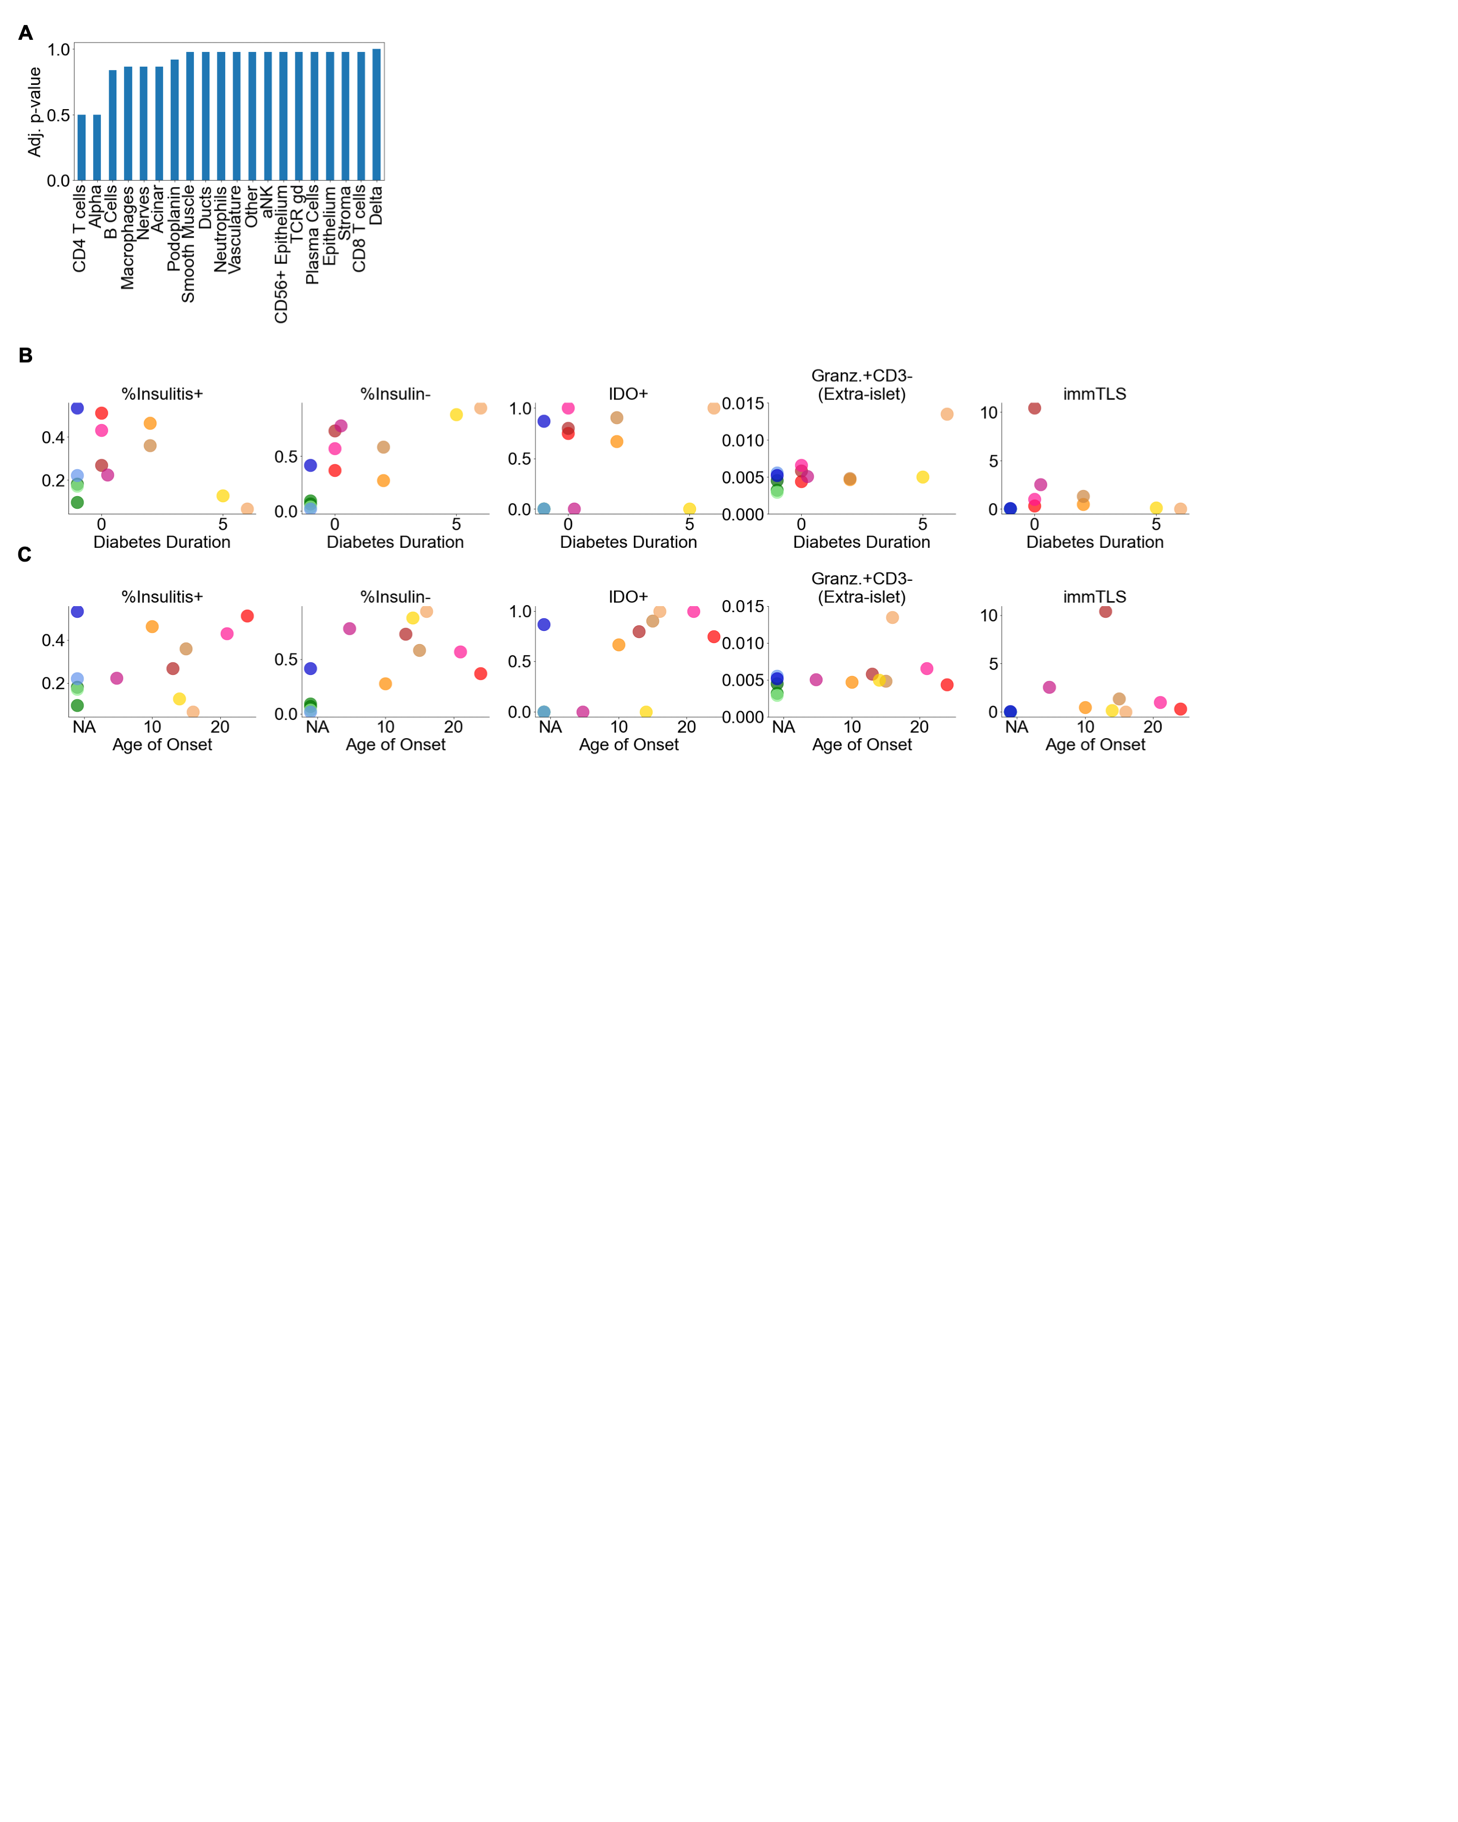 A
Adj. p-value
1.0
0.5
0.0
CD4 T cells
Alpha
B Cells
Macrophages
Nerves
Acinar
Podoplanin
Smooth Muscle
Ducts
Neutrophils
Vasculature
Other
aNK
CD56+ Epithelium
TCR gd
Plasma Cells
Epithelium
Stroma
CD8 T cells
Delta
B
%Insulitis+
0.4
0.2
0 5
Diabetes Duration
%Insulin-
0.5
0.0
0 5
Diabetes Duration
IDO+
1.0
0.5
0.0
0 5
Diabetes Duration
Granz.+CD3-
(Extra-islet)
0.015
0.010
0.005
0.000
0 5
Diabetes Duration
immTLS
10
5
0
0 5
Diabetes Duration
C
%Insulitis+
0.4
0.2
NA 10 20
Age of Onset
%Insulin-
0.5
0.0
NA 10 20
Age of Onset
IDO+
1.0
0.5
0.0
NA 10 20
Age of Onset
Granz.+CD3-
(Extra-islet)
0.015
0.010
0.005
0.000
NA 10 20
Age of Onset
immTLS
10
5
0
NA 10 20
Age of Onset